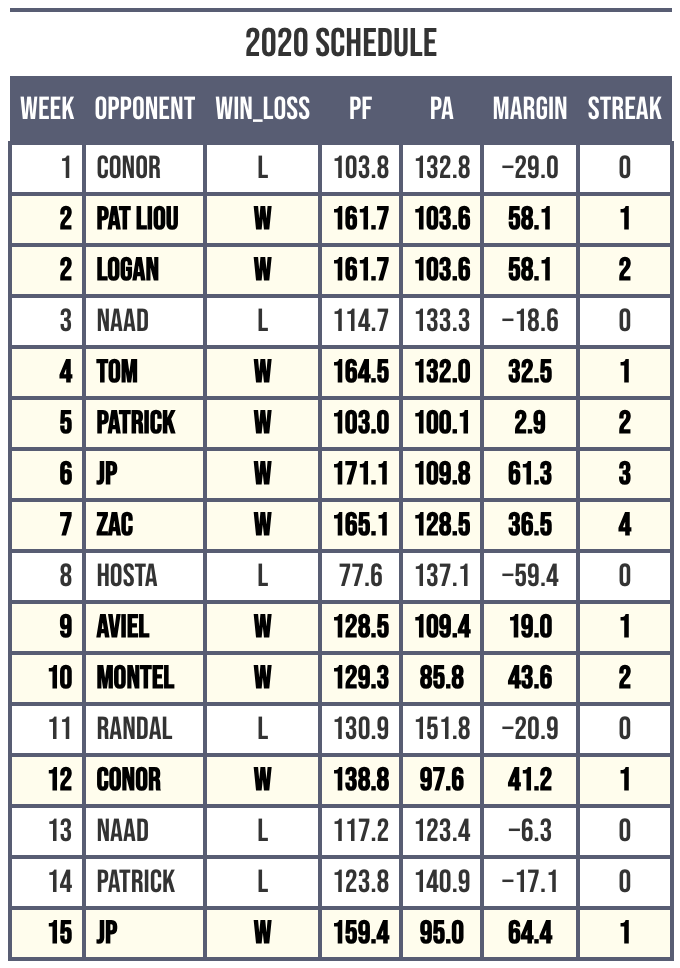 2020 SCHEDULE
WEEK OPPONENT WIN_LOSS PF PA MARGIN STREAK
1 CONOR L 103.8 132.8 −29.0 0
2 PAT LIOU W 161.7 103.6 58.1 1
2 LOGAN W 161.7 103.6 58.1 2
3 NAAD L 114.7 133.3 −18.6 0
4 TOM W 164.5 132.0 32.5 1
5 PATRICK W 103.0 100.1 2.9 2
6 JP W 171.1 109.8 61.3 3
7 ZAC W 165.1 128.5 36.5 4
8 HOSTA L 77.6 137.1 −59.4 0
9 AVIEL W 128.5 109.4 19.0 1
10 MONTEL W 129.3 85.8 43.6 2
11 RANDAL L 130.9 151.8 −20.9 0
12 CONOR W 138.8 97.6 41.2 1
13 NAAD L 117.2 123.4 −6.3 0
14 PATRICK L 123.8 140.9 −17.1 0
15 JP W 159.4 95.0 64.4 1